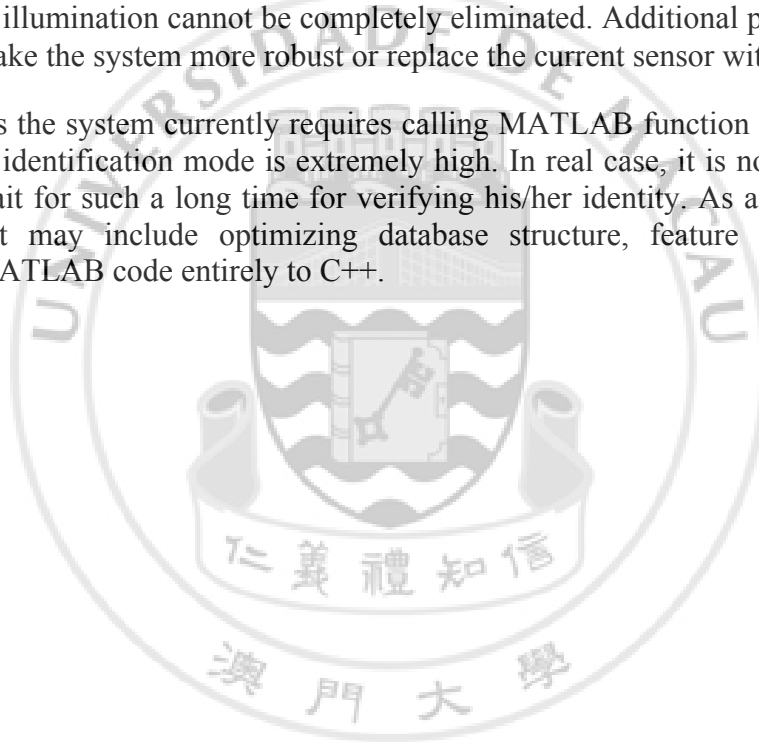 illumination cannot be completely eliminated. Additional p
ake the system more robust or replace the current sensor wit
s the system currently requires calling MATLAB function
identification mode is extremely high. In real case, it is no
ait for such a long time for verifying his/her identity. As a
t may include optimizing database structure, feature
ATLAB code entirely to C++.
UNIVERSIDADE DE MACAU
仁義禮知信
澳門大學